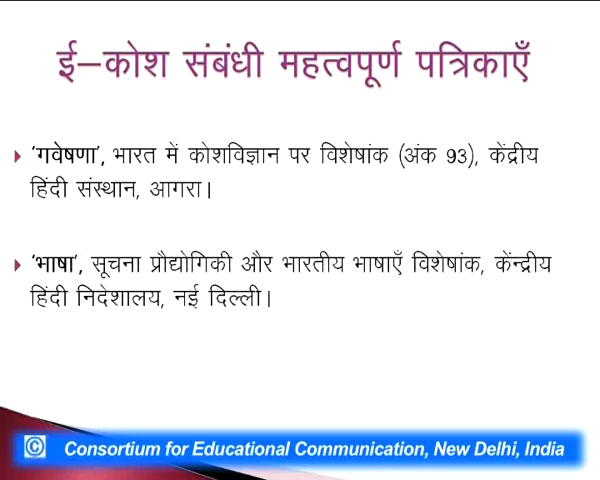 ई–कोश संबंधी महत्वपूर्ण पत्रिकाएँ
‘गवेषणा’, भारत में कोशविज्ञान पर विशेषांक (अंक 93), केंद्रीय
हिंदी संस्थान, आगरा।
‘भाषा’, सूचना प्रौद्योगिकी और भारतीय भाषाएँ विशेषांक, केंन्द्रीय
हिंदी निदेशालय, नई दिल्ली।
© Consortium for Educational Communication, New Delhi, India